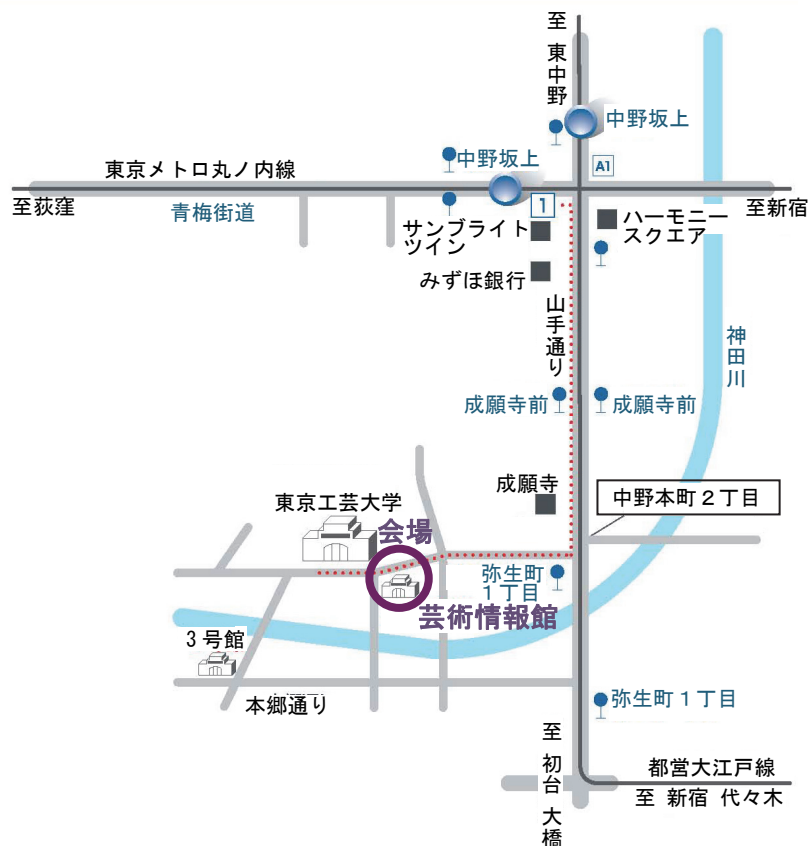 至 東中野
中野坂上
A1
中野坂上
東京メトロ丸ノ内線
至荻窪
青梅街道
1
至新宿
サンブライト
ツイン
ハーモニー
スクエア
みずほ銀行
山手通り
神田川
成願寺前
成願寺前
成願寺
中野本町２丁目
東京工芸大学
会場
弥生町
１丁目
芸術情報館
３号館
本郷通り
弥生町１丁目
至 初台 大橋
都営大江戸線
至 新宿 代々木